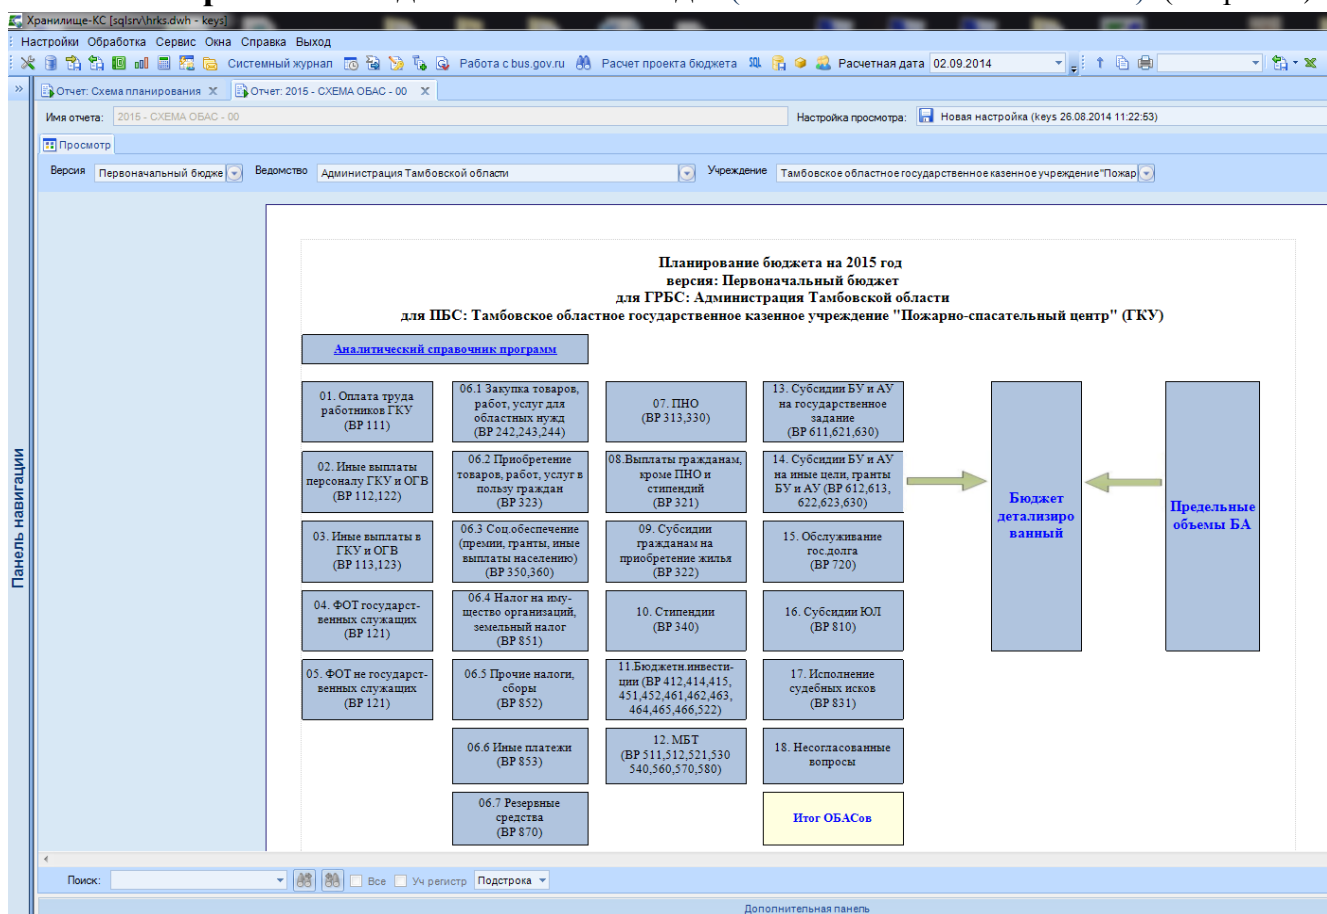 Хранилище-КС [sqlsrv\hrks.dwh - keys]
Настройки Обработка Сервис Окна Справка Выход
Системный журнал Работа с bus.gov.ru Расчет проекта бюджета SQL Расчетная дата 02.09.2014
Отчет: Схема планирования X Отчет: 2015 - СХЕМА ОБАС - 00 X
Имя отчета: 2015 - СХЕМА ОБАС - 00 Настройка просмотра: Новая настройка (keys 26.08.2014 11:22:53)
Просмотр
Версия Первоначальный бюдже Ведомство Администрация Тамбовской области Учреждение Тамбовское областное государственное казенное учреждение "Пожар
Панель навигации
Планирование бюджета на 2015 год
версия: Первоначальный бюджет
для ГРБС: Администрация Тамбовской области
для ПБС: Тамбовское областное государственное казенное учреждение "Пожарно-спасательный центр" (ГКУ)
Аналитический справочник программ
01. Оплата труда
работников ГКУ
(ВР 111)
02. Иные выплаты
персоналу ГКУ и ОГВ
(ВР 112,122)
03. Иные выплаты в
ГКУ и ОГВ
(ВР 113,123)
04. ФОТ государст-
венных служащих
(ВР 121)
05. ФОТ не государст-
венных служащих
(ВР 121)
06.1 Закупка товаров,
работ, услуг для
областных нужд
(ВР 242,243,244)
06.2 Приобретение
товаров, работ, услуг в
пользу граждан
(ВР 323)
06.3 Соц.обеспечение
(премии, гранты, иные
выплаты населению)
(ВР 350,360)
06.4 Налог на иму-
щество организаций,
земельный налог
(ВР 851)
06.5 Прочие налоги,
сборы
(ВР 852)
06.6 Иные платежи
(ВР 853)
06.7 Резервные
средства
(ВР 870)
07. ПНО
(ВР 313,330)
08.Выплаты гражданам,
кроме ПНО и
стипендий
(ВР 321)
09. Субсидии
гражданам на
приобретение жилья
(ВР 322)
10. Стипендии
(ВР 340)
11.Бюджетн.инвести-
ции (ВР 412,414,415,
451,452,461,462,463,
464,465,466,522)
12. МБТ
(ВР 511,512,521,530
540,560,570,580)
13. Субсидии БУ и АУ
на государственное
задание
(ВР 611,621,630)
14. Субсидии БУ и АУ
на иные цели, гранты
БУ и АУ (ВР 612,613,
622,623,630)
15. Обслуживание
гос.долга
(ВР 720)
16. Субсидии ЮЛ
(ВР 810)
17. Исполнение
судебных исков
(ВР 831)
18. Несогласованные
вопросы
Итог ОБАСов
Бюджет
детализиро
ванный
Предельные
объемы БА
Поиск: Все Уч регистр Подстрока
Дополнительная панель